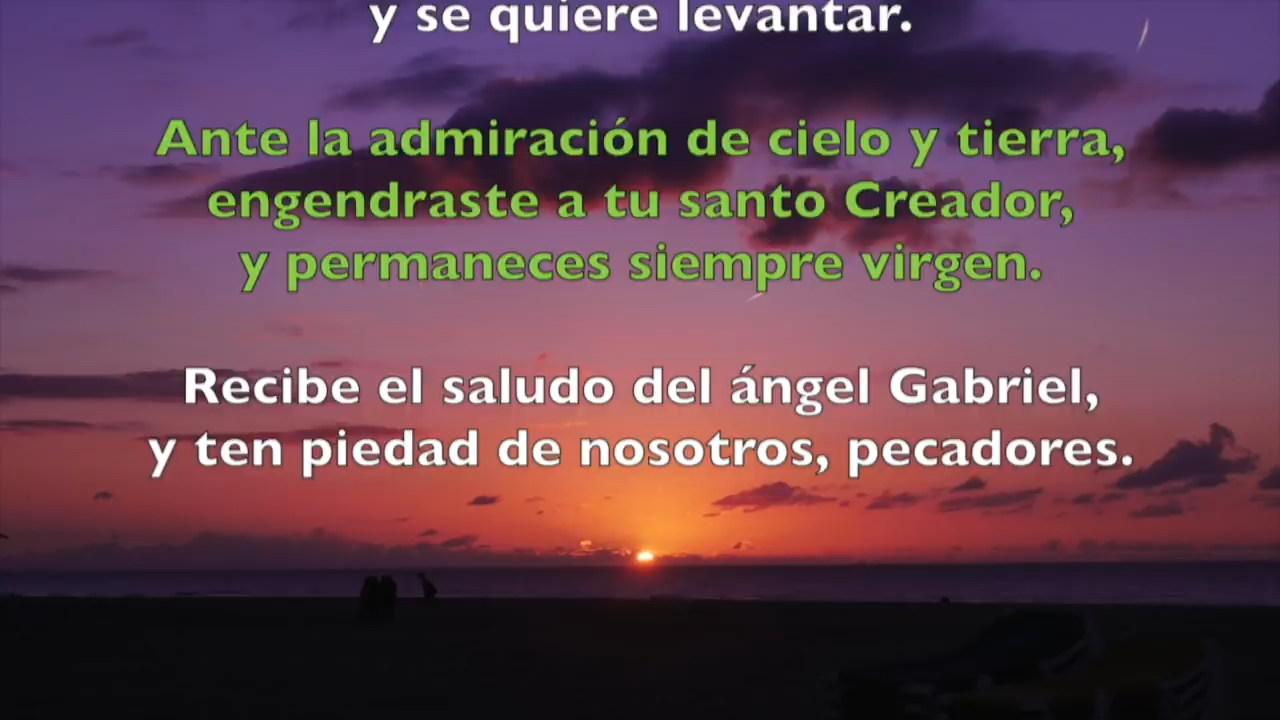 y se quiere levantar.
Ante la admiración de cielo y tierra,
engendraste a tu santo Creador,
y permaneces siempre virgen.
Recibe el saludo del ángel Gabriel,
y ten piedad de nosotros, pecadores.